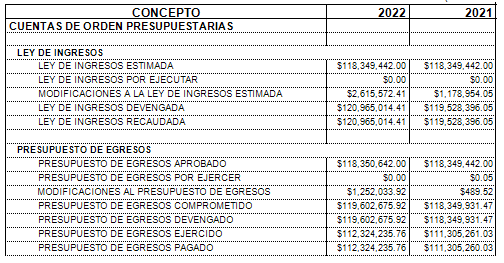 CONCEPTO 2022 2021
CUENTAS DE ORDEN PRESUPUESTARIAS
LEY DE INGRESOS
LEY DE INGRESOS ESTIMADA $118,349,442.00 $118,349,442.00
LEY DE INGRESOS POR EJECUTAR $0.00 $0.00
MODIFICACIONES A LA LEY DE INGRESOS ESTIMADA $2,615,572.41 $1,178,954.05
LEY DE INGRESOS DEVENGADA $120,965,014.41 $119,528,396.05
LEY DE INGRESOS RECAUDADA $120,965,014.41 $119,528,396.05
PRESUPUESTO DE EGRESOS
PRESUPUESTO DE EGRESOS APROBADO $118,350,642.00 $118,349,442.00
PRESUPUESTO DE EGRESOS POR EJERCER $0.00 $0.05
MODIFICACIONES AL PRESUPUESTO DE EGRESOS $1,252,033.92 $489.52
PRESUPUESTO DE EGRESOS COMPROMETIDO $119,602,675.92 $118,349,931.47
PRESUPUESTO DE EGRESOS DEVENGADO $119,602,675.92 $118,349,931.47
PRESUPUESTO DE EGRESOS EJERCIDO $112,324,235.76 $111,305,261.03
PRESUPUESTO DE EGRESOS PAGADO $112,324,235.76 $111,305,260.03